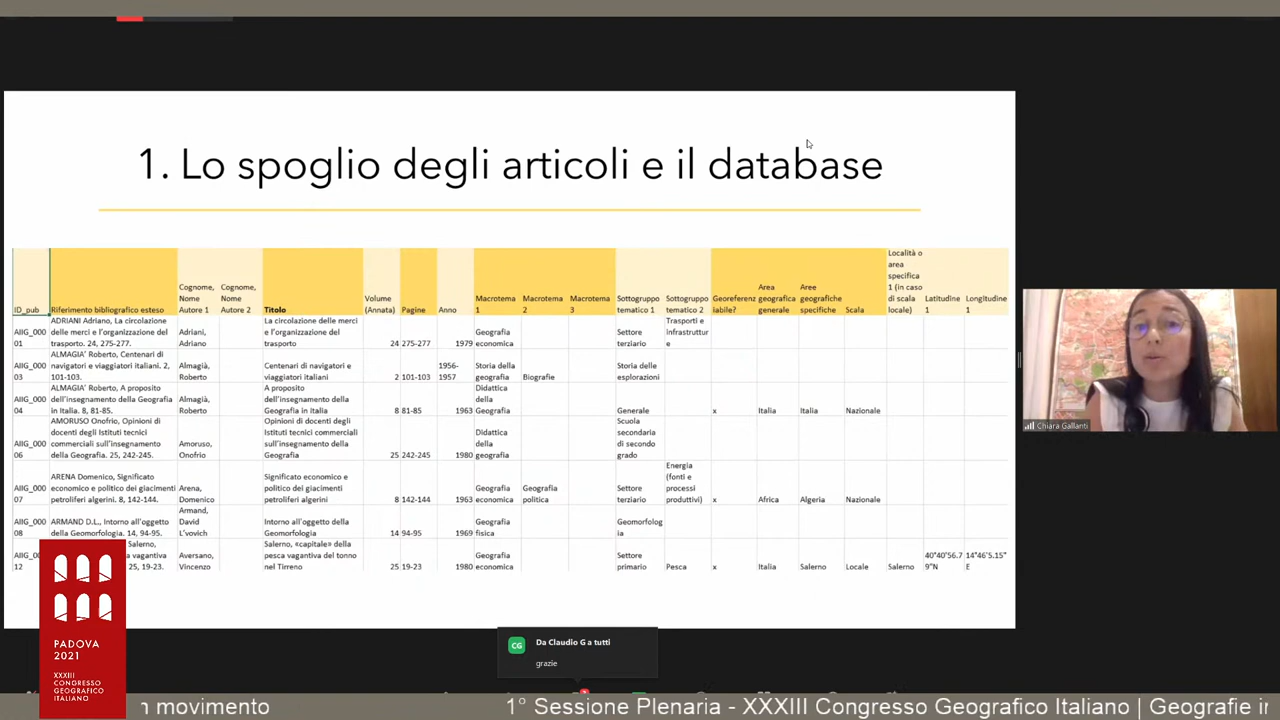 1. Lo spoglio degli articoli e il database
ID_pub
Riferimento bibliografico esteso
Cognome,
Nome
Autore 1
Cognome,
Nome
Autore 2
Titolo
Volume
(Annata)
Pagine
Anno
Macrotema
1
Macrotema
2
Macrotema
3
Sottogruppo
tematico 1
Sottogruppo
tematico 2
Georeferenz
iabile?
Area
geografica
generale
Aree
geografiche
specifiche
Scala
Località o
area
specifica
1 (in caso
di scala
locale)
Latitudine
1
Longitudine
1
AIIG_000
01
ADRIANI Adriano, La circolazione
delle merci e l'organizzazione del
trasporto. 24, 275-277.
Adriani,
Adriano
La circolazione delle merci
e l'organizzazione del
trasporto
24
275-277
1979
Geografia
economica
Settore
terziario
Trasporti e
infrastruttur
e
AIIG_000
03
ALMAGIA' Roberto, Centenari di
navigatori e viaggiatori italiani. 2,
101-103.
Almagià,
Roberto
Centenari di navigatori e
viaggiatori italiani
2
101-103
1956-
1957
Storia della
geografia
Biografie
Storia delle
esplorazioni
AIIG_000
04
ALMAGIA' Roberto, A proposito
dell'insegnamento della Geografia
in Italia. 8, 81-85.
Almagià,
Roberto
A proposito
dell'insegnamento della
Geografia in Italia
8
81-85
1963
Didattica
della
Geografia
Generale
x
Italia
Italia
Nazionale
AIIG_000
06
AMORUSO Onofrio, Opinioni di
docenti degli Istituti tecnici
commerciali sull'insegnamento
della Geografia. 25, 242-245.
Amoruso,
Onofrio
Opinioni di docenti degli
Istituti tecnici commerciali
sull'insegnamento della
Geografia
25
242-245
1980
Didattica
della
geografia
Scuola
secondaria
di secondo
grado
AIIG_000
07
ARENA Domenico, Significato
economico e politico dei giacimenti
petroliferi algerini. 8, 142-144.
Arena,
Domenico
Significato economico e
politico dei giacimenti
petroliferi algerini
8
142-144
1963
Geografia
economica
Geografia
politica
Settore
terziario
Energia
(fonti e
processi
produttivi)
x
Africa
Algeria
Nazionale
AIIG_000
08
ARMAND D.L., Intorno all'oggetto
della Geomorfologia. 14, 94-95.
Armand,
David
L'vovich
Intorno all'oggetto della
Geomorfologia
14
94-95
1969
Geografia
fisica
Geomorfolog
ia
AIIG_00
12
Salerno,
a vagantiva
25, 19-23.
Aversano,
Vincenzo
Salerno, «capitale» della
pesca vagantiva del tonno
nel Tirreno
25
19-23
1980
Geografia
economica
Settore
primario
Pesca
x
Italia
Salerno
Locale
Salerno
40°40'56.7
9"N
14°46'5.15"
E
Chiara Gallanti
CG
Da Claudio G a tutti
grazie
PADOVA
2021
XXXIII
CONGRESSO
GEOGRAFICO
ITALIANO
n movimento
1° Sessione Plenaria - XXXIII Congresso Geografico Italiano | Geografie in